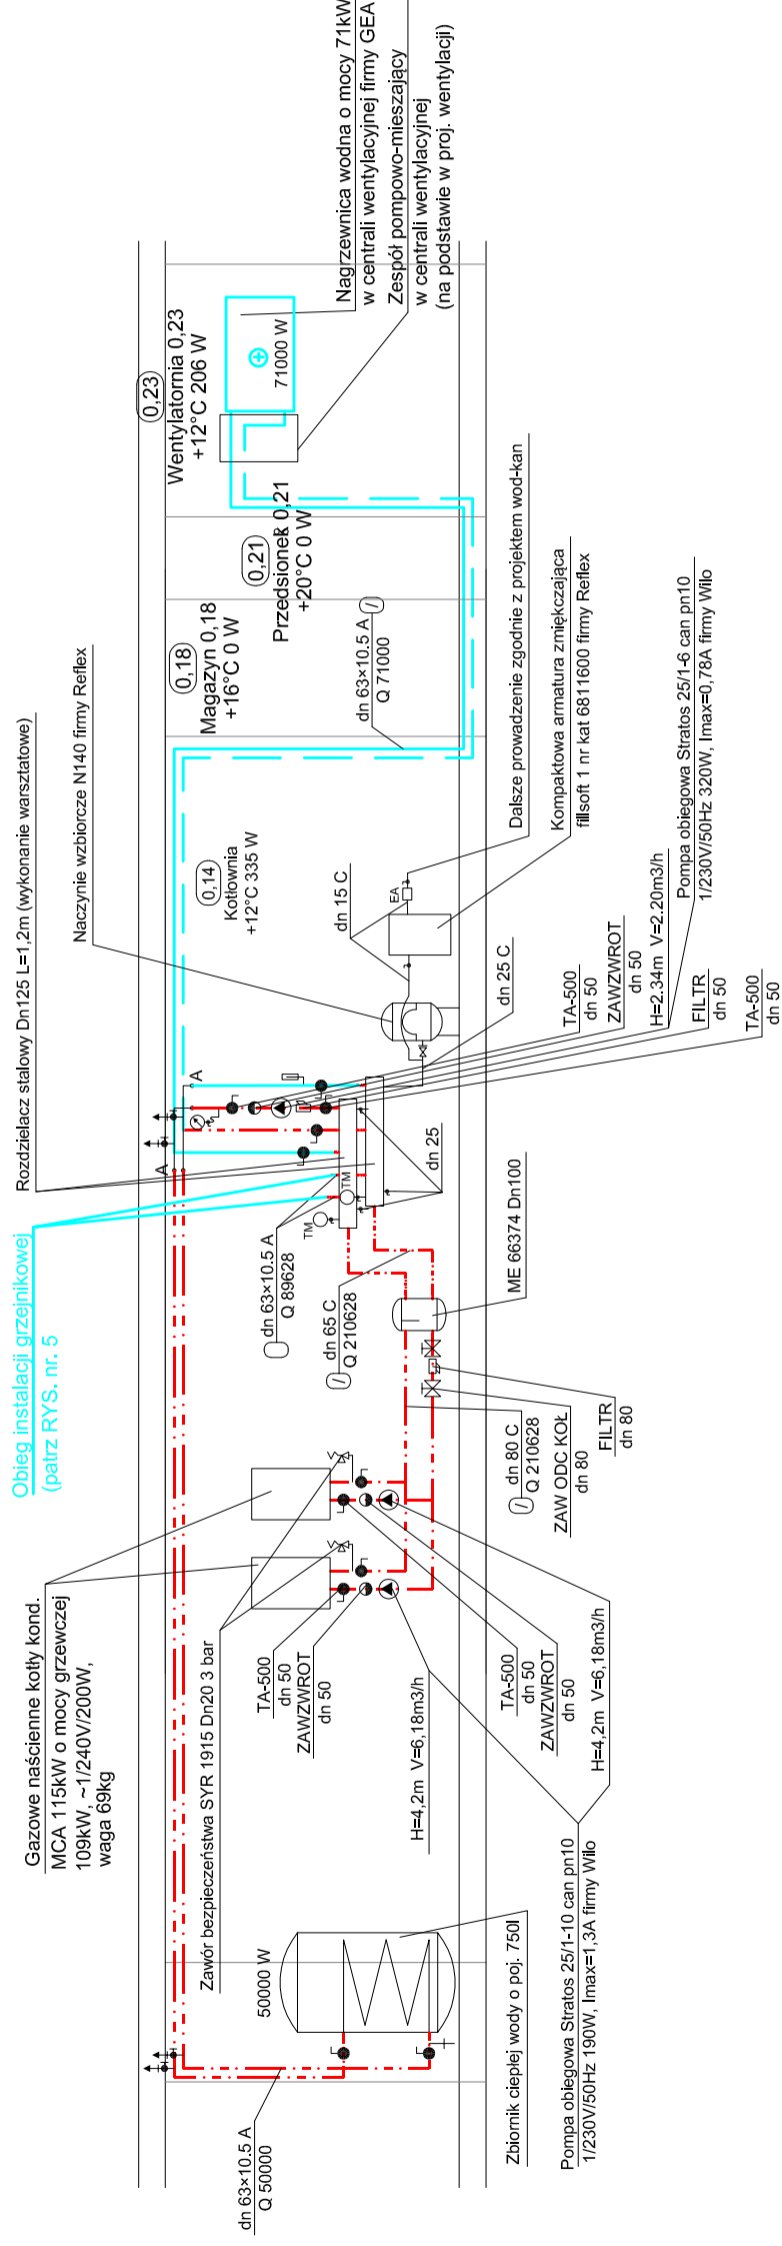 Obieg instalacji grzejnikowej
(patrz RYS. nr. 5
Rozdzielacz stalowy Dn125 L=1,2m (wykonanie warsztatowe)
Naczynie wzbiorcze N140 firmy Reflex
Gazowe naścienne kotły kond.
MCA 115kW o mocy grzewczej
109kW, ~1/240V/200W,
waga 69kg
Zawór bezpieczeństwa SYR 1915 Dn20 3 bar
0,23
Wentylatornia 0,23
+12°C 206 W
71000 W
Nagrzewnica wodna o mocy 71kW
w centrali wentylacyjnej firmy GEA
Zespół pompowo-mieszający
w centrali wentylacyjnej
(na podstawie w proj. wentylacji)
0,21
Przedsionek 0,21
+20°C 0 W
0,18
Magazyn 0,18
+16°C 0 W
dn 63×10.5 A
Q 71000
0,14
Kotłownia
+12°C 335 W
dn 15 C
EA
dn 25 C
Dalsze prowadzenie zgodnie z projektem wod-kan
Kompaktowa armatura zmiękczająca
fillsoft 1 nr kat 6811600 firmy Reflex
A
A
TM
TM
dn 25
TA-500
dn 50
ZAWZWROT
dn 50
H=2.34m V=2.20m3/h
Pompa obiegowa Stratos 25/1-6 can pn10
1/230V/50Hz 320W, Imax=0,78A firmy Wilo
FILTR
dn 50
TA-500
dn 50
dn 63×10.5 A
Q 89628
dn 65 C
Q 210628
ME 66374 Dn100
dn 80 C
Q 210628
ZAW ODC KOŁ
dn 80
FILTR
dn 80
TA-500
dn 50
ZAWZWROT
dn 50
H=4,2m V=6,18m3/h
TA-500
dn 50
ZAWZWROT
dn 50
H=4,2m V=6,18m3/h
50000 W
dn 63×10.5 A
Q 50000
Zbiornik ciepłej wody o poj. 750l
Pompa obiegowa Stratos 25/1-10 can pn10
1/230V/50Hz 190W, Imax=1,3A firmy Wilo